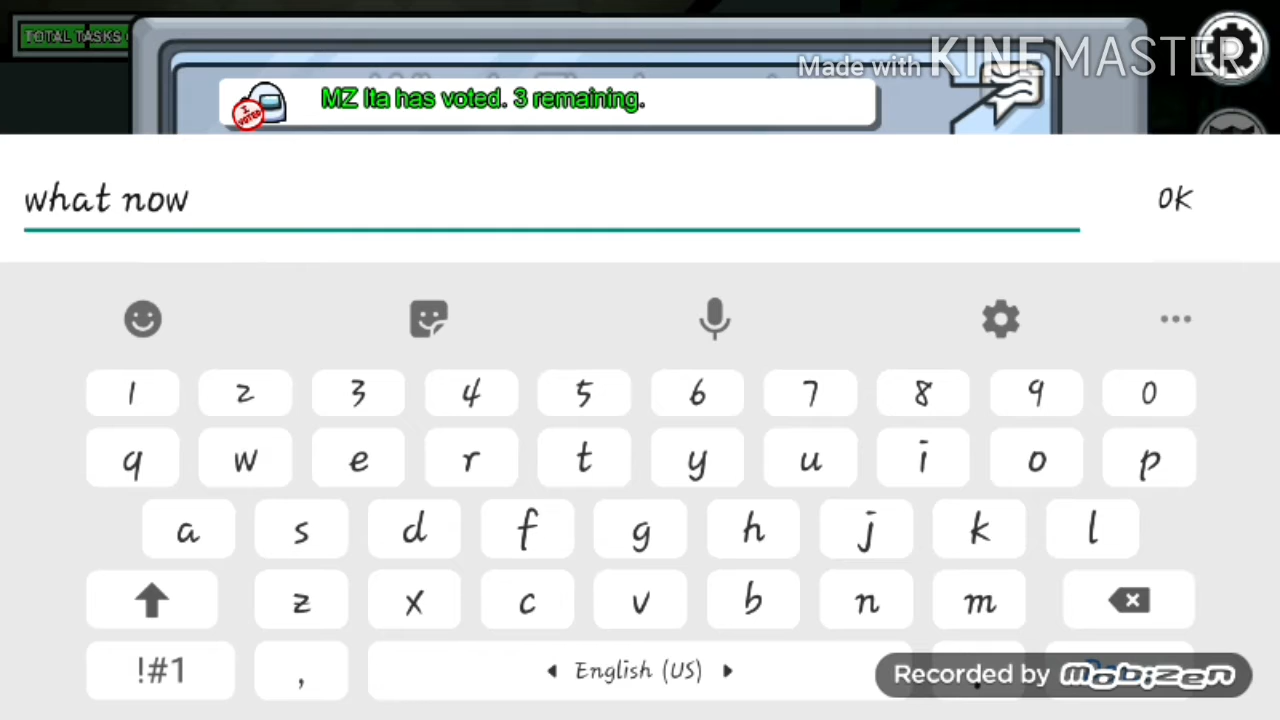 TOTAL TASKS
Made with KINEMASTER
I VOTED
MZ Ita has voted. 3 remaining.
what now
OK
1 2 3 4 5 6 7 8 9 0
q w e r t y u i o p
a s d f g h j k l
z x c v b n m
!#1 , English (US) .
Recorded by mobizen